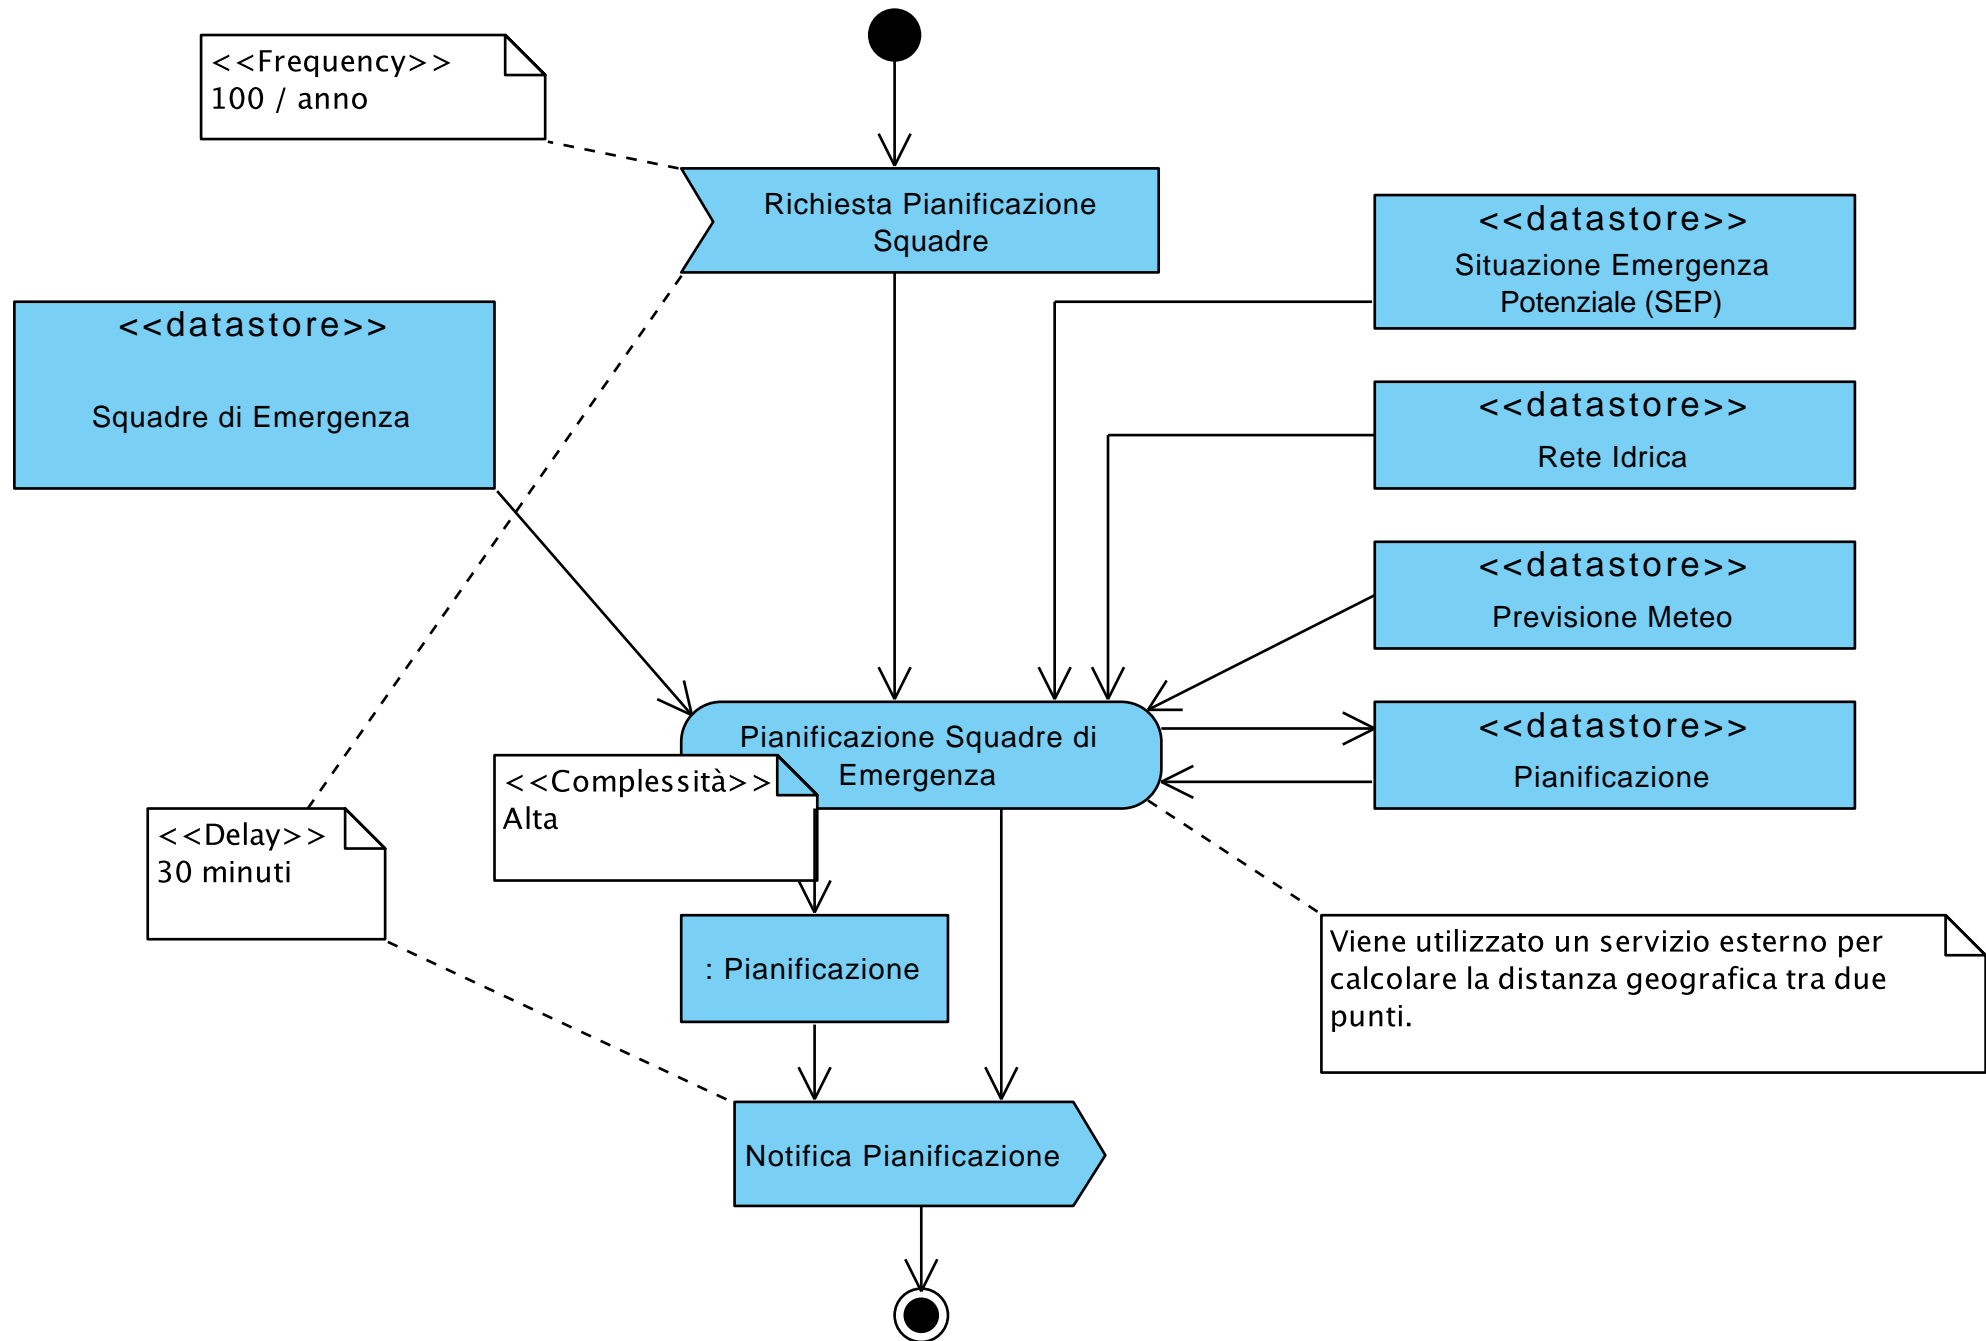 <<Frequency>>
100 / anno
Richiesta Pianificazione
Squadre
<<datastore>>
Situazione Emergenza
Potenziale (SEP)
<<datastore>>
Squadre di Emergenza
<<datastore>>
Rete Idrica
<<datastore>>
Previsione Meteo
Pianificazione Squadre di
Emergenza
<<datastore>>
Pianificazione
<<Complessità>>
Alta
<<Delay>>
30 minuti
: Pianificazione
Viene utilizzato un servizio esterno per
calcolare la distanza geografica tra due
punti.
Notifica Pianificazione